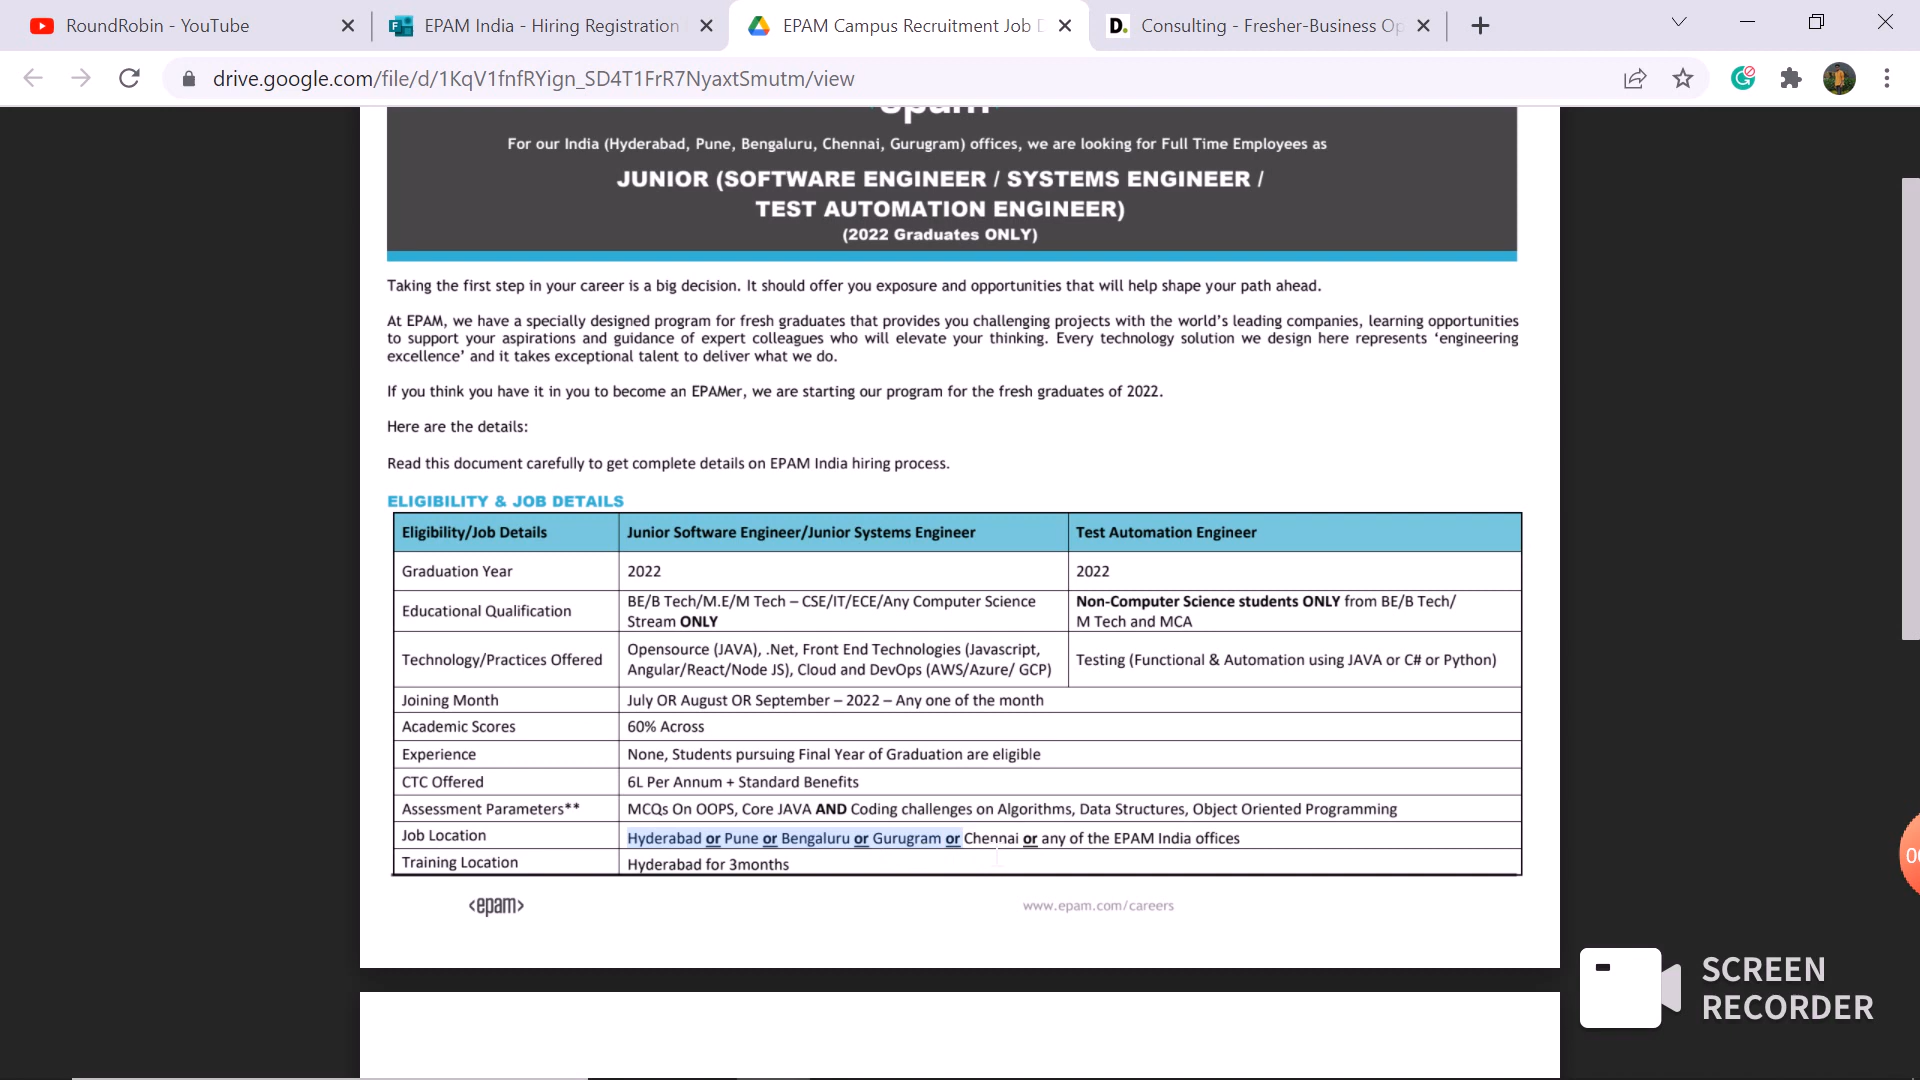 RoundRobin - YouTube
EPAM India - Hiring Registration
EPAM Campus Recruitment Job D
D.
Consulting - Fresher-Business Op
drive.google.com/file/d/1KqV1fnfRYign_SD4T1FrR7NyaxtSmutm/view
epam
For our India (Hyderabad, Pune, Bengaluru, Chennai, Gurugram) offices, we are looking for Full Time Employees as
JUNIOR (SOFTWARE ENGINEER / SYSTEMS ENGINEER /
TEST AUTOMATION ENGINEER)
(2022 Graduates ONLY)
Taking the first step in your career is a big decision. It should offer you exposure and opportunities that will help shape your path ahead.
At EPAM, we have a specially designed program for fresh graduates that provides you challenging projects with the world's leading companies, learning opportunities
to support your aspirations and guidance of expert colleagues who will elevate your thinking. Every technology solution we design here represents 'engineering
excellence' and it takes exceptional talent to deliver what we do.
If you think you have it in you to become an EPAMer, we are starting our program for the fresh graduates of 2022.
Here are the details:
Read this document carefully to get complete details on EPAM India hiring process.
ELIGIBILITY & JOB DETAILS
Eligibility/Job Details
Junior Software Engineer/Junior Systems Engineer
Test Automation Engineer
Graduation Year
2022
2022
Educational Qualification
BE/B Tech/M.E/M Tech – CSE/IT/ECE/Any Computer Science
Stream ONLY
Non-Computer Science students ONLY from BE/B Tech/
M Tech and MCA
Technology/Practices Offered
Opensource (JAVA), .Net, Front End Technologies (Javascript,
Angular/React/Node JS), Cloud and DevOps (AWS/Azure/ GCP)
Testing (Functional & Automation using JAVA or C# or Python)
Joining Month
July OR August OR September – 2022 – Any one of the month
Academic Scores
60% Across
Experience
None, Students pursuing Final Year of Graduation are eligible
CTC Offered
6L Per Annum + Standard Benefits
Assessment Parameters**
MCQs On OOPS, Core JAVA AND Coding challenges on Algorithms, Data Structures, Object Oriented Programming
Job Location
Hyderabad or Pune or Bengaluru or Gurugram or Chennai or any of the EPAM India offices
Training Location
Hyderabad for 3months
<epam>
www.epam.com/careers
SCREEN
RECORDER